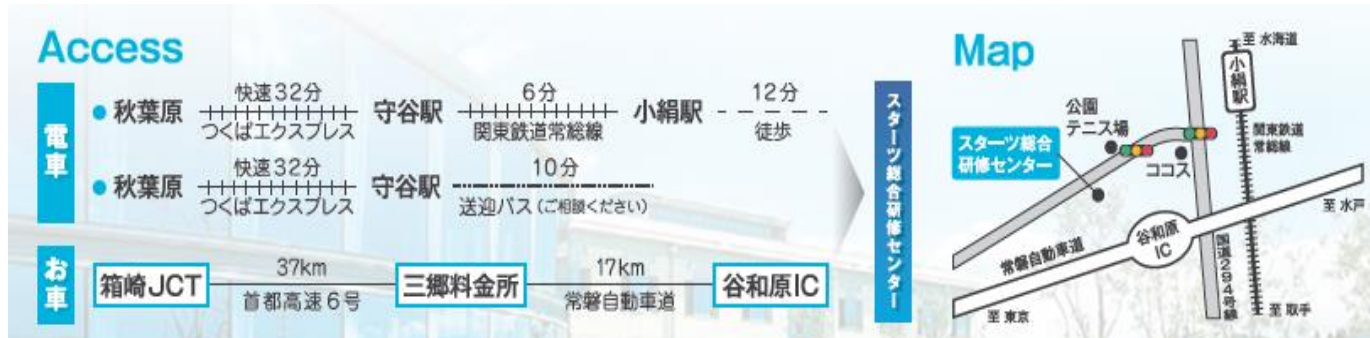 Access
電車
秋葉原
快速32分
つくばエクスプレス
守谷駅
6分
関東鉄道常総線
小絹駅
12分
徒歩
秋葉原
快速32分
つくばエクスプレス
守谷駅
10分
送迎バス(ご相談ください)
お車
箱崎JCT
37km
首都高速6号
三郷料金所
17km
常磐自動車道
谷和原IC
スターツ総合研修センター
Map
至 水海道
小絹駅
公園
テニス場
関東鉄道
常総線
スターツ総合
研修センター
ココス
至 水戸
谷和原
IC
常磐自動車道
国道294号線
至 東京
至 取手